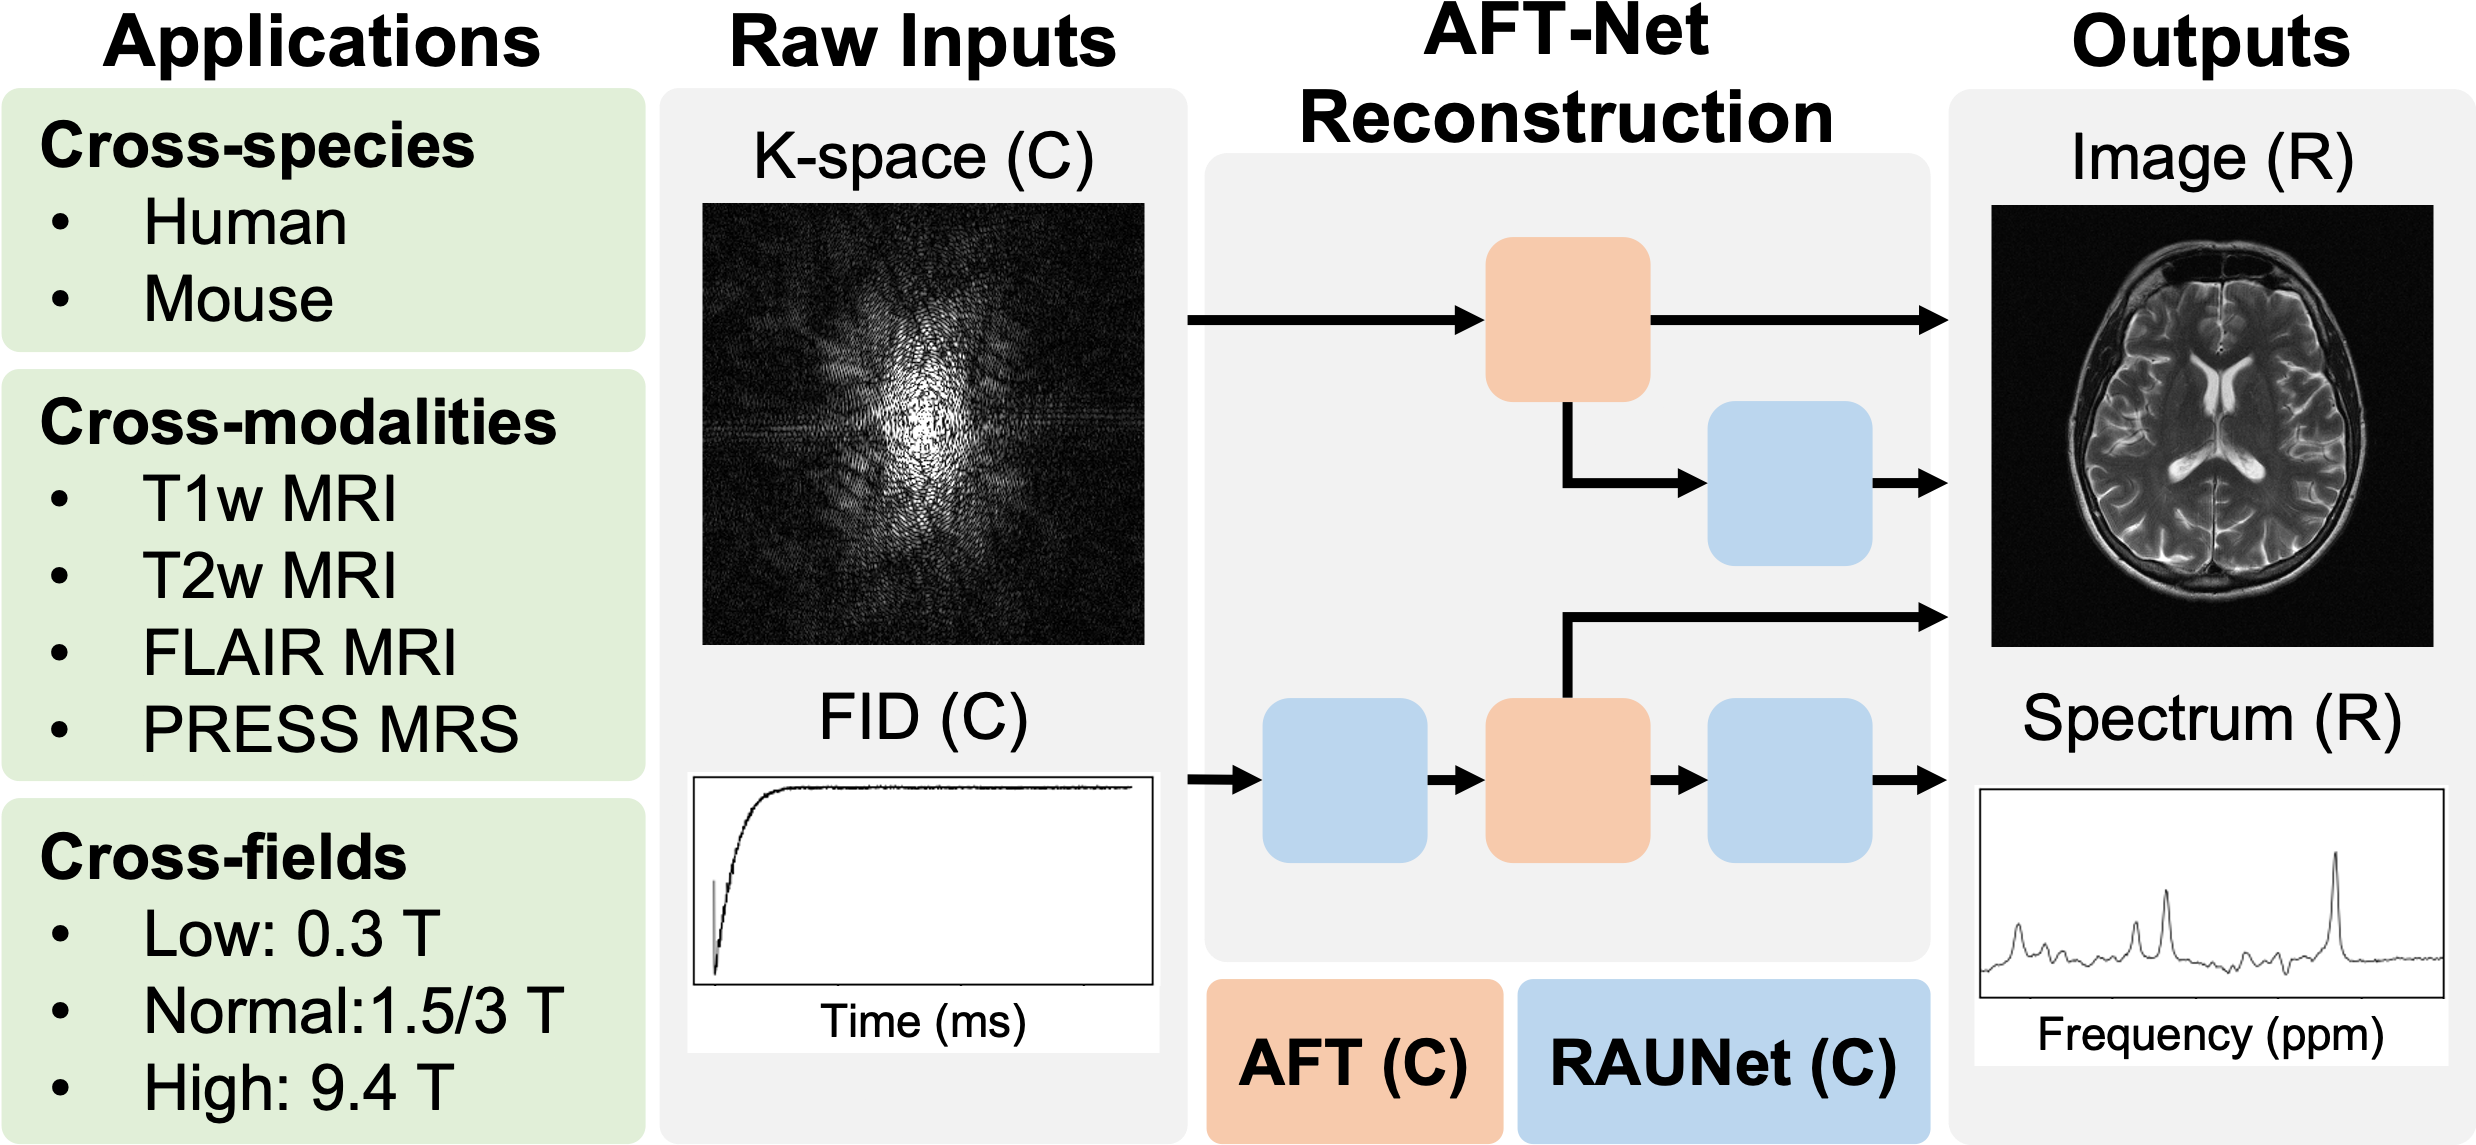 Applications
Cross-species
• Human
• Mouse
Cross-modalities
• T1w MRI
• T2w MRI
• FLAIR MRI
• PRESS MRS
Cross-fields
• Low: 0.3 T
• Normal:1.5/3 T
• High: 9.4 T
Raw Inputs
K-space (C)
FID (C)
Time (ms)
AFT-Net
Reconstruction
AFT (C)
RAUNet (C)
Outputs
Image (R)
Spectrum (R)
Frequency (ppm)